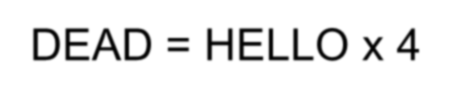 DEAD = HELLO x 4